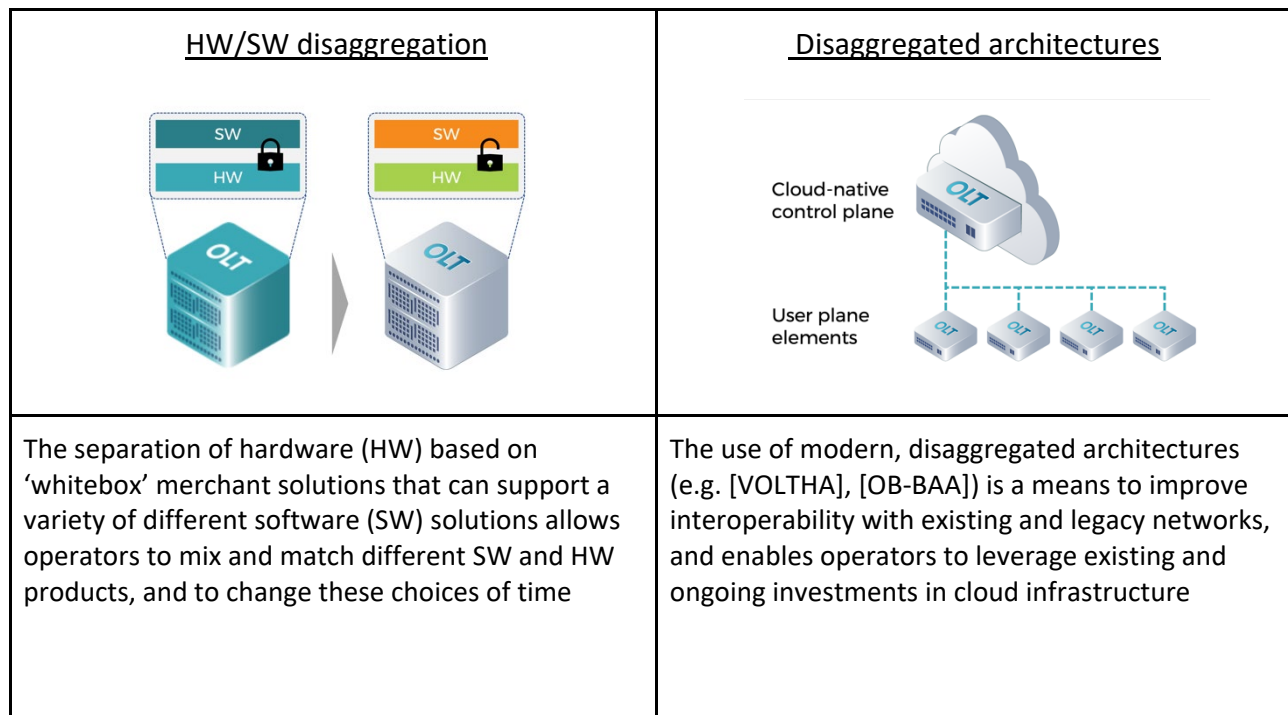 HW/SW disaggregation
SW
HW
SW
HW
OLT
OLT
Disaggregated architectures
OLT
Cloud-native
control plane
User plane
elements
OLT
OLT
OLT
OLT
The separation of hardware (HW) based on
‘whitebox’ merchant solutions that can support a
variety of different software (SW) solutions allows
operators to mix and match different SW and HW
products, and to change these choices of time
The use of modern, disaggregated architectures
(e.g. [VOLTHA], [OB-BAA]) is a means to improve
interoperability with existing and legacy networks,
and enables operators to leverage existing and
ongoing investments in cloud infrastructure